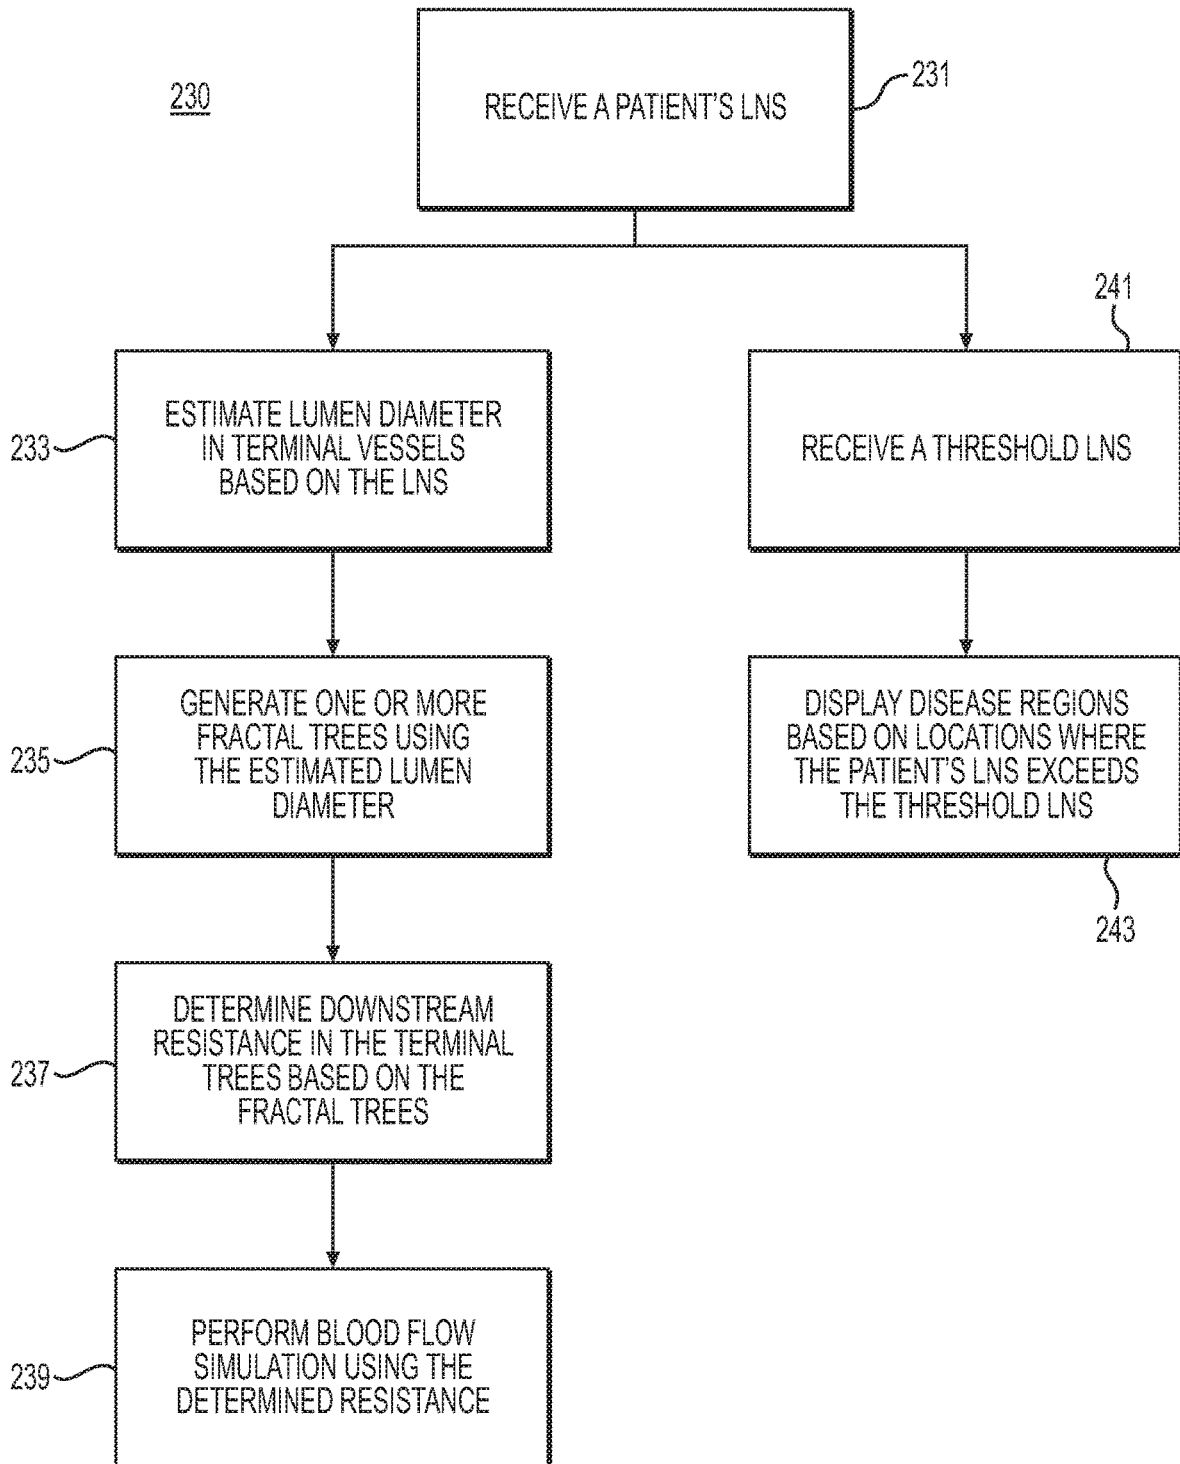 230
RECEIVE A PATIENT'S LNS
231
233
ESTIMATE LUMEN DIAMETER
IN TERMINAL VESSELS
BASED ON THE LNS
241
RECEIVE A THRESHOLD LNS
235
GENERATE ONE OR MORE
FRACTAL TREES USING
THE ESTIMATED LUMEN
DIAMETER
DISPLAY DISEASE REGIONS
BASED ON LOCATIONS WHERE
THE PATIENT'S LNS EXCEEDS
THE THRESHOLD LNS
243
237
DETERMINE DOWNSTREAM
RESISTANCE IN THE TERMINAL
TREES BASED ON THE
FRACTAL TREES
239
PERFORM BLOOD FLOW
SIMULATION USING THE
DETERMINED RESISTANCE